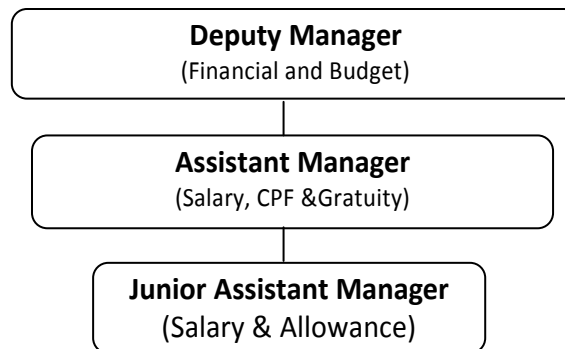 Deputy Manager
(Financial and Budget)
Assistant Manager
(Salary, CPF &Gratuity)
Junior Assistant Manager
(Salary & Allowance)